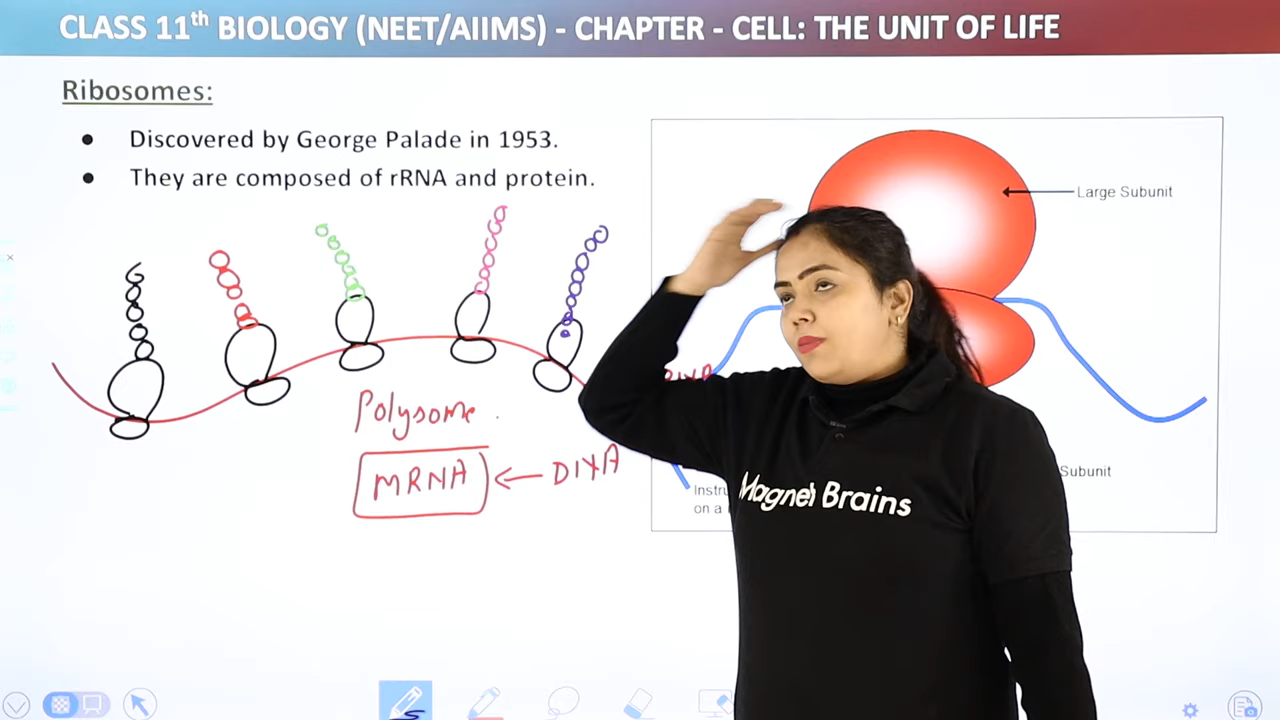 CLASS 11th BIOLOGY (NEET/AIIMS) - CHAPTER - CELL: THE UNIT OF LIFE
Ribosomes:
● Discovered by George Palade in 1953.
● They are composed of rRNA and protein.
Large Subunit
Polysome
MRNA ← DNA
Subunit
on a
Magnet Brains